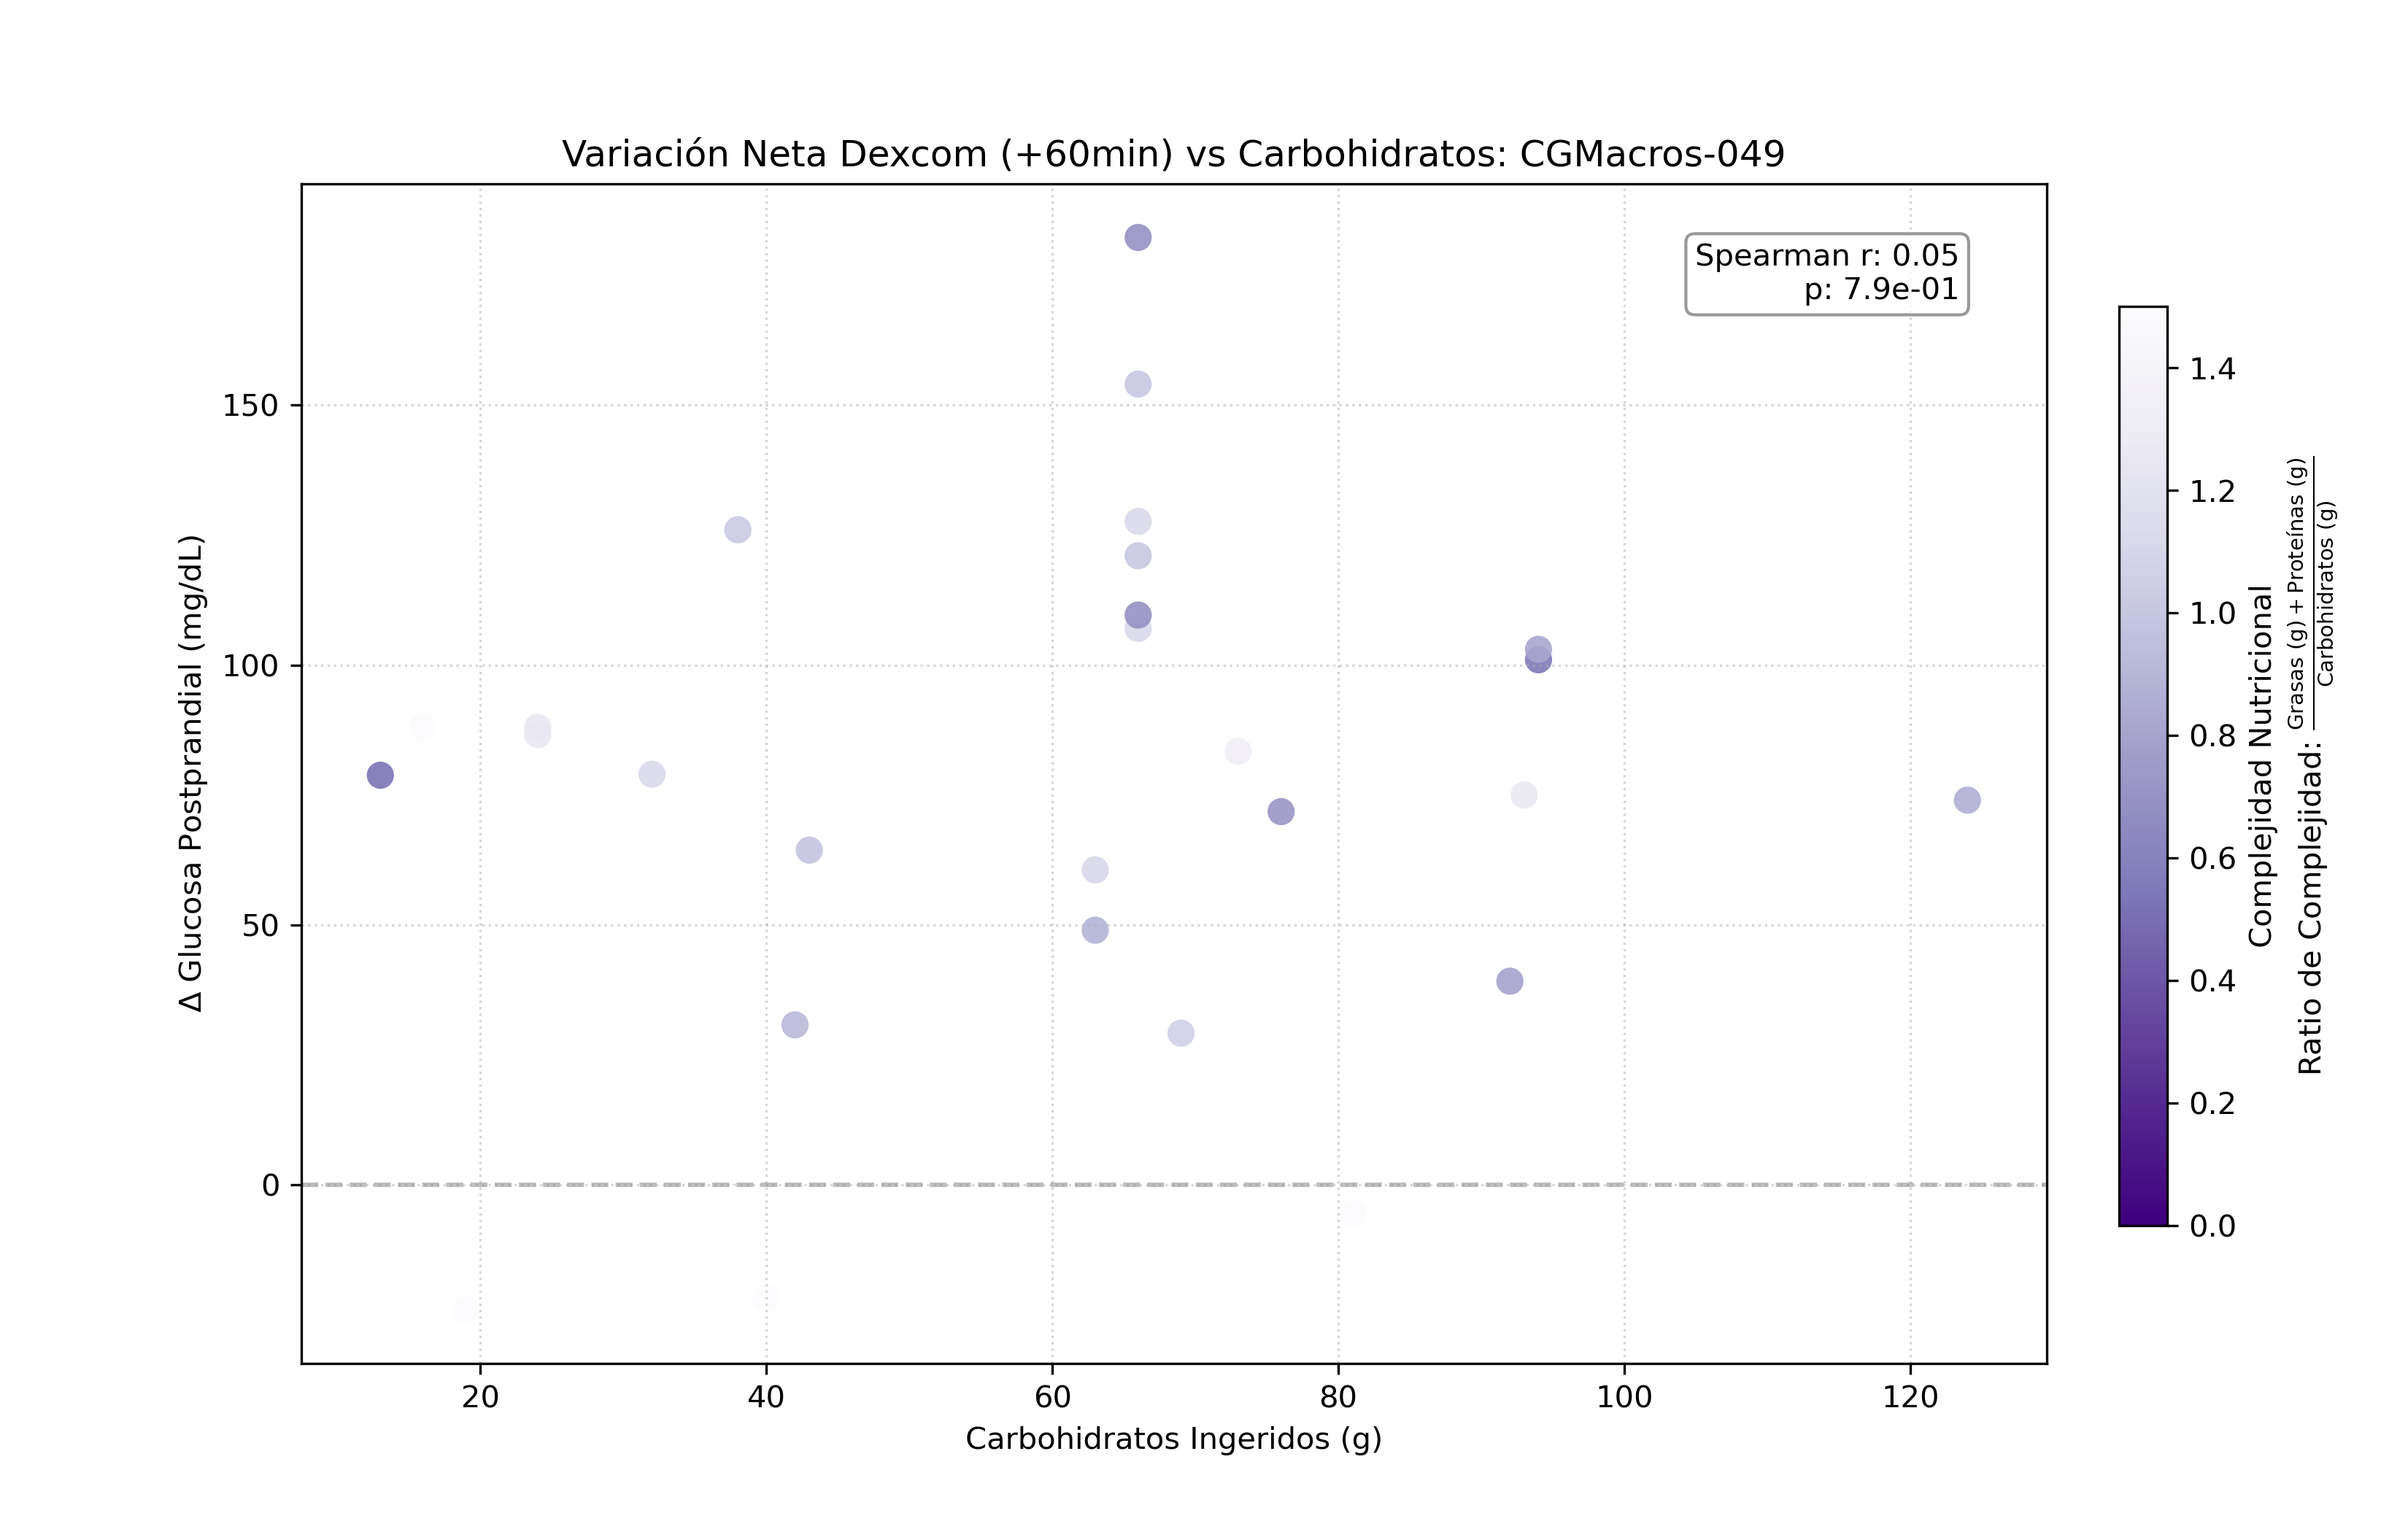 Variación Neta Dexcom (+60min) vs Carbohidratos: CGMacros-049
Spearman r: 0.05
p: 7.9e-01
Δ Glucosa Postprandial (mg/dL)
150
100
50
0
20 40 60 80 100 120
Carbohidratos Ingeridos (g)
1.4
1.2
1.0
0.8
0.6
0.4
0.2
0.0
Complejidad Nutricional
Ratio de Complejidad: Grasas (g) + Proteínas (g)
Carbohidratos (g)